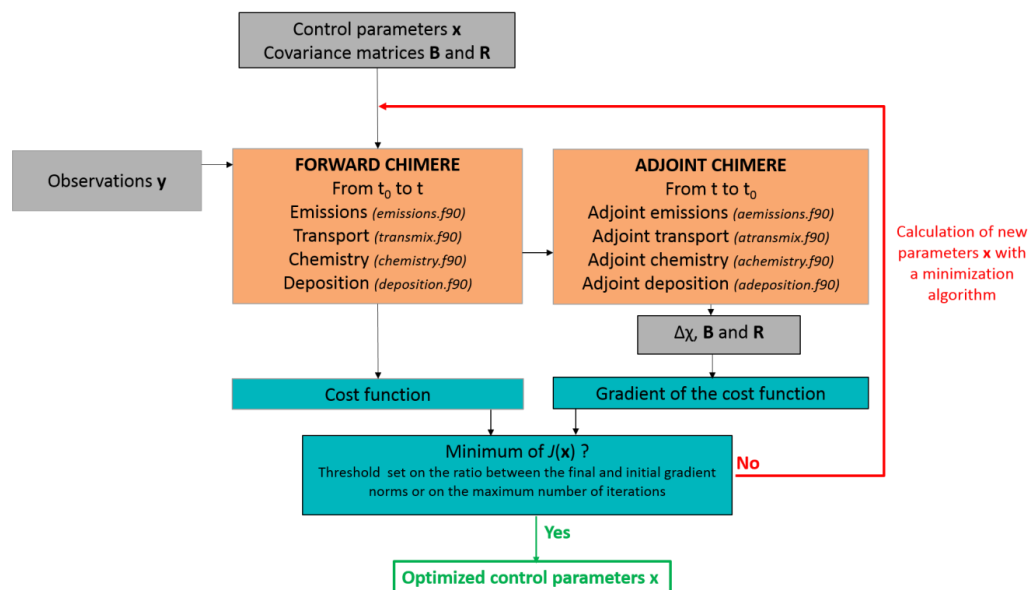 Control parameters x
Covariance matrices B and R
Observations y
FORWARD CHIMERE
From t₀ to t
Emissions (emissions.f90)
Transport (transmix.f90)
Chemistry (chemistry.f90)
Deposition (deposition.f90)
ADJOINT CHIMERE
From t to t₀
Adjoint emissions (aemissions.f90)
Adjoint transport (atransmix.f90)
Adjoint chemistry (achemistry.f90)
Adjoint deposition (adeposition.f90)
Calculation of new
parameters x with
a minimization
algorithm
Δχ, B and R
Cost function
Gradient of the cost function
Minimum of J(x) ?
Threshold set on the ratio between the final and initial gradient
norms or on the maximum number of iterations
No
Yes
Optimized control parameters x